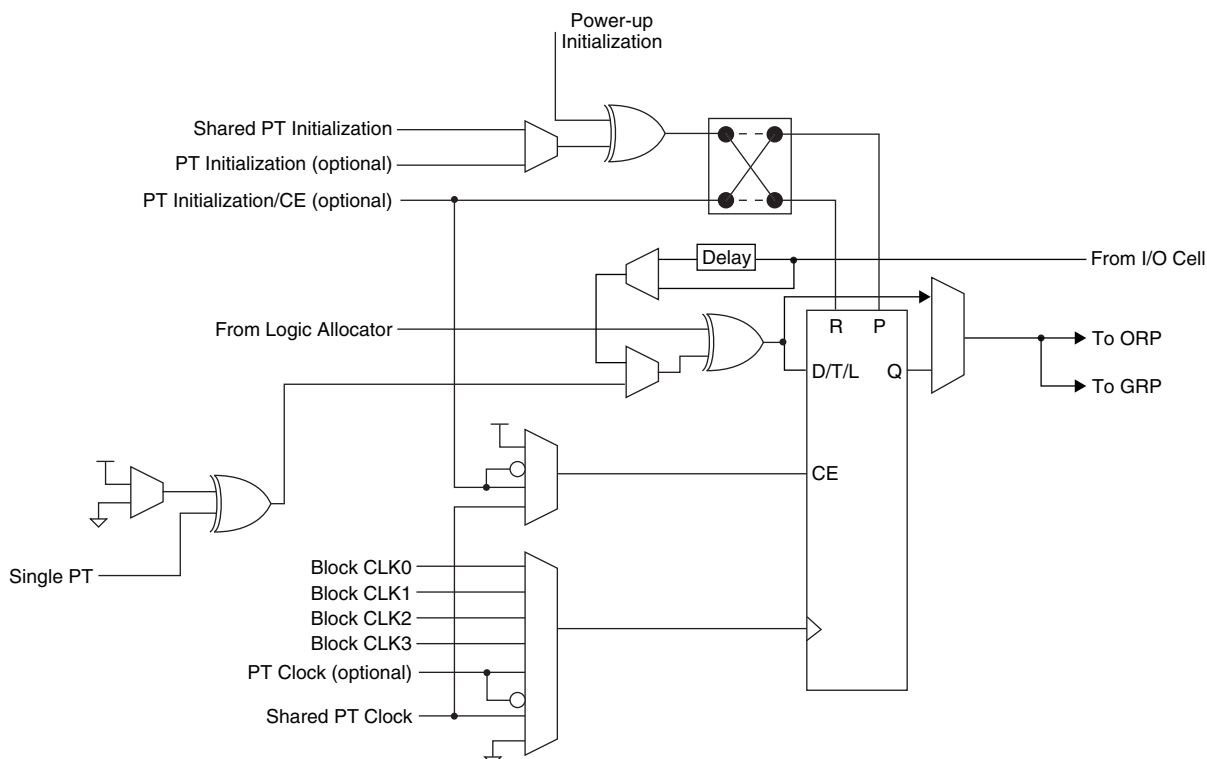 Power-up
Initialization
Shared PT Initialization
PT Initialization (optional)
PT Initialization/CE (optional)
Delay
From I/O Cell
From Logic Allocator
R P
To ORP
D/T/L Q
To GRP
CE
Single PT
Block CLK0
Block CLK1
Block CLK2
Block CLK3
PT Clock (optional)
Shared PT Clock